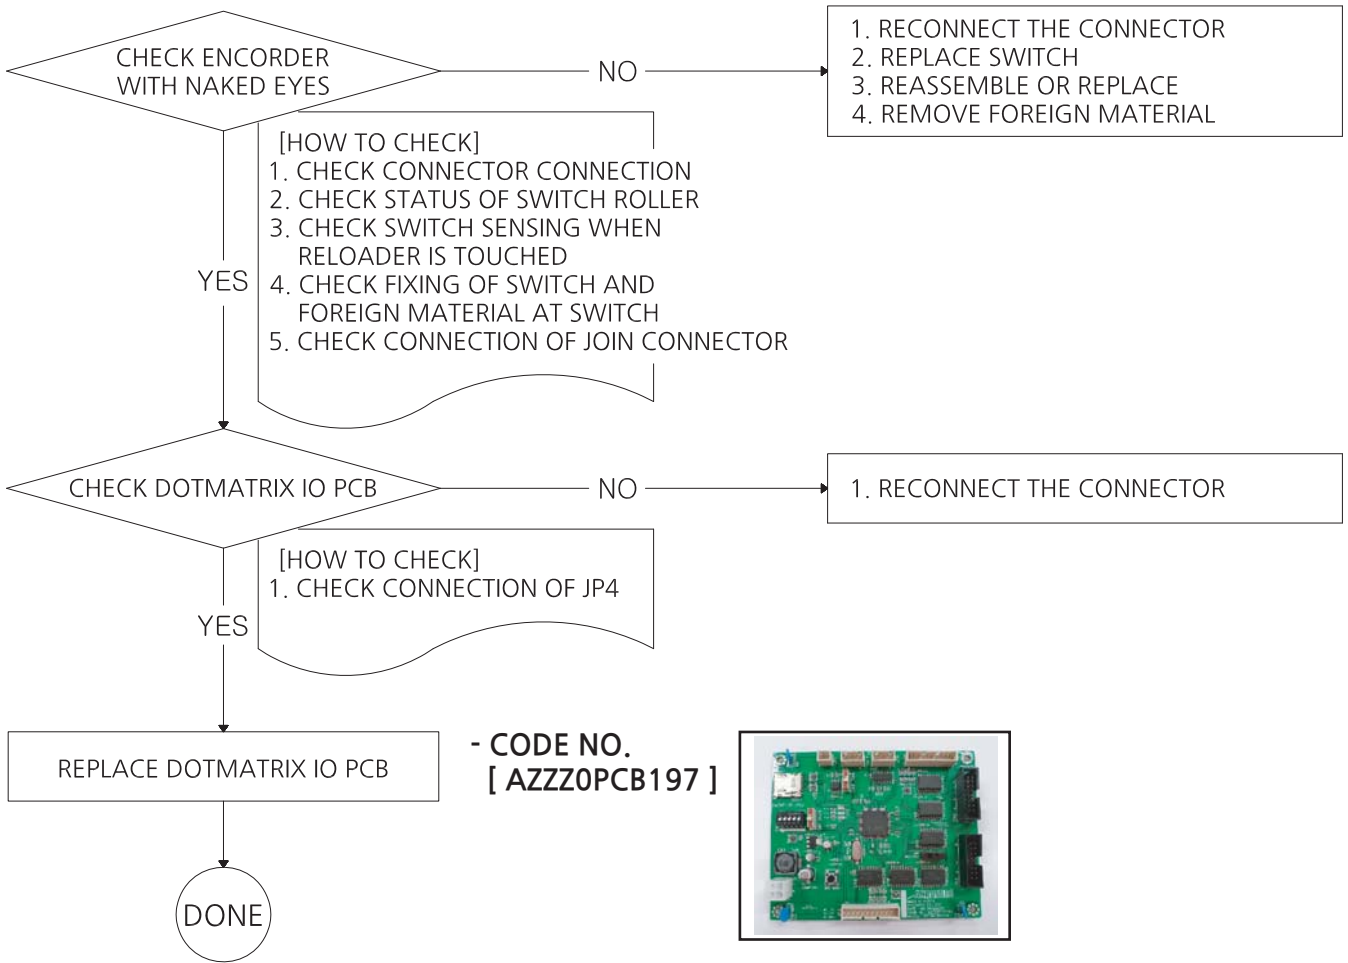 CHECK ENCORDER
WITH NAKED EYES
NO
1. RECONNECT THE CONNECTOR
2. REPLACE SWITCH
3. REASSEMBLE OR REPLACE
4. REMOVE FOREIGN MATERIAL
[HOW TO CHECK]
1. CHECK CONNECTOR CONNECTION
2. CHECK STATUS OF SWITCH ROLLER
3. CHECK SWITCH SENSING WHEN
RELOADER IS TOUCHED
4. CHECK FIXING OF SWITCH AND
FOREIGN MATERIAL AT SWITCH
5. CHECK CONNECTION OF JOIN CONNECTOR
YES
CHECK DOTMATRIX IO PCB
NO
1. RECONNECT THE CONNECTOR
[HOW TO CHECK]
1. CHECK CONNECTION OF JP4
YES
REPLACE DOTMATRIX IO PCB
- CODE NO.
[ AZZZ0PCB197 ]
DONE